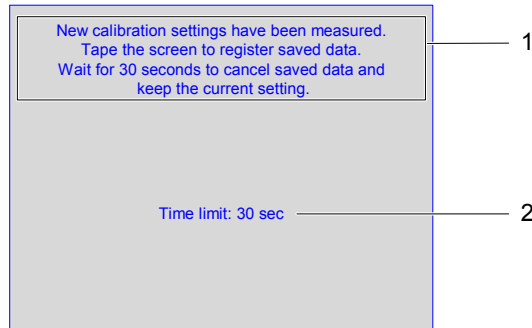 New calibration settings have been measured.
Tape the screen to register saved data.
Wait for 30 seconds to cancel saved data and
keep the current setting.
1
Time limit: 30 sec
2